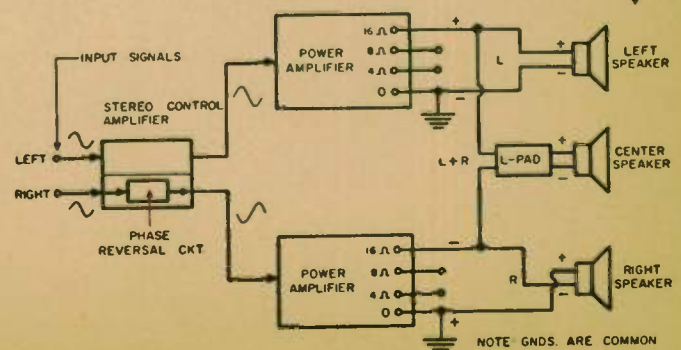 INPUT SIGNALS
STEREO CONTROL
AMPLIFIER
LEFT
RIGHT
PHASE
REVERSAL CKT.
POWER
AMPLIFIER
16 Ω
8 Ω
4 Ω
0
+
−
L
+
−
LEFT
SPEAKER
L + R
L-PAD
+
−
CENTER
SPEAKER
POWER
AMPLIFIER
16 Ω
8 Ω
4 Ω
0
−
+
R
+
−
RIGHT
SPEAKER
NOTE GNDS. ARE COMMON